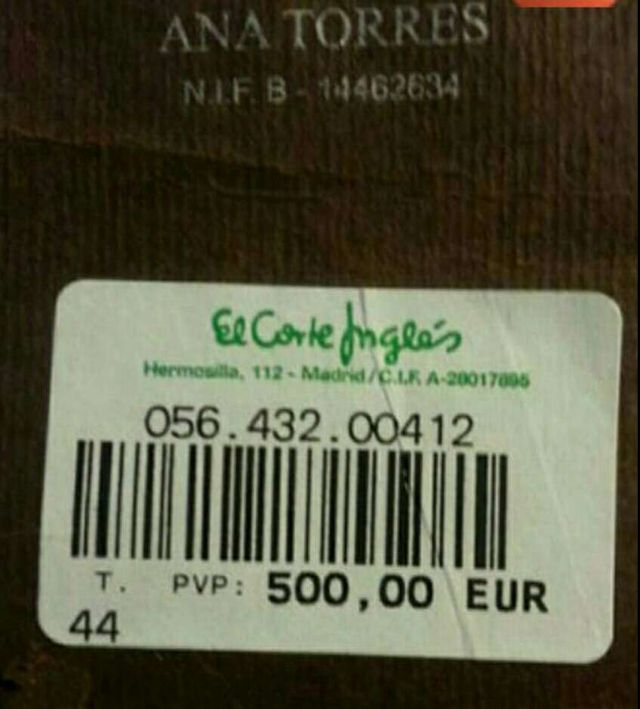 ANA TORRES
N.I.F. B - 14462634
El Corte Inglés
Hermosilla, 112 - Madrid/C.I.F. A-28017895
056.432.00412
T. PVP: 500,00 EUR
44